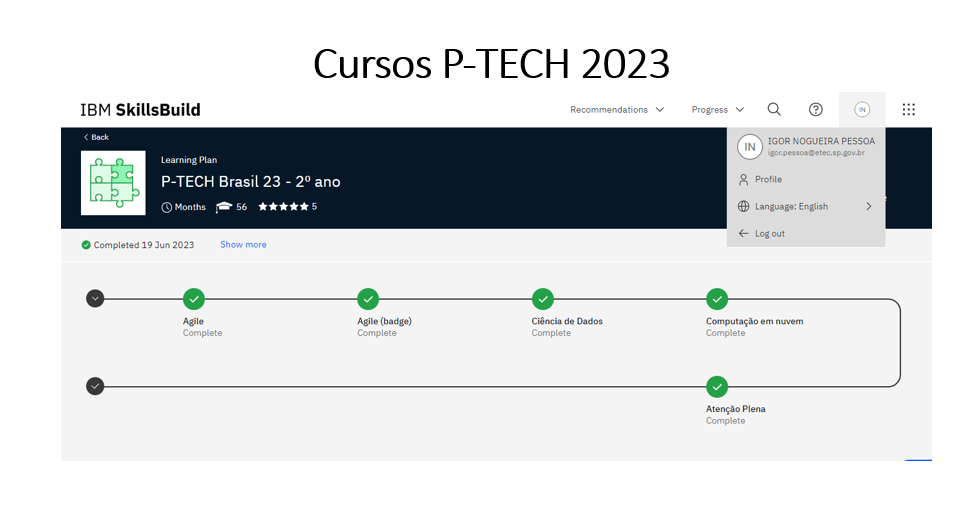 Cursos P-TECH 2023
IBM SkillsBuild
Recommendations
Progress
IN
Back
Learning Plan
P-TECH Brasil 23 - 2º ano
Months
56
5
IN
IGOR NOGUEIRA PESSOA
igor.pessoa@etec.sp.gov.br
Profile
Language: English
Log out
Completed 19 Jun 2023
Show more
Agile
Complete
Agile (badge)
Complete
Ciência de Dados
Complete
Computação em nuvem
Complete
Atenção Plena
Complete